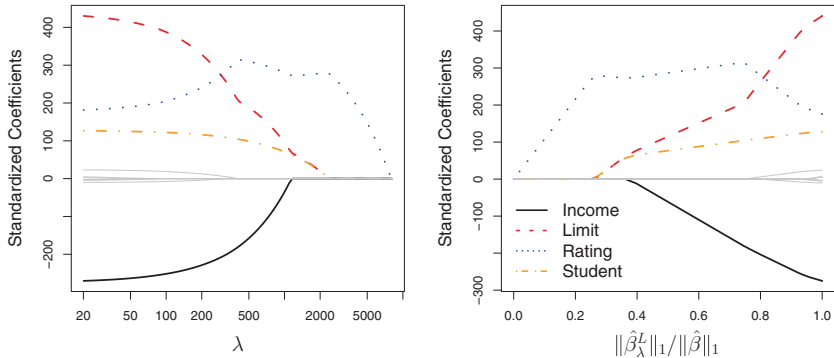 Standardized Coefficients
400
300
200
100
0
−200
20 50 100 200 500 2000 5000
λ
Standardized Coefficients
400
300
200
100
0
−100
−300
Income
Limit
Rating
Student
0.0 0.2 0.4 0.6 0.8 1.0
‖β̂λL‖1/‖β̂‖1